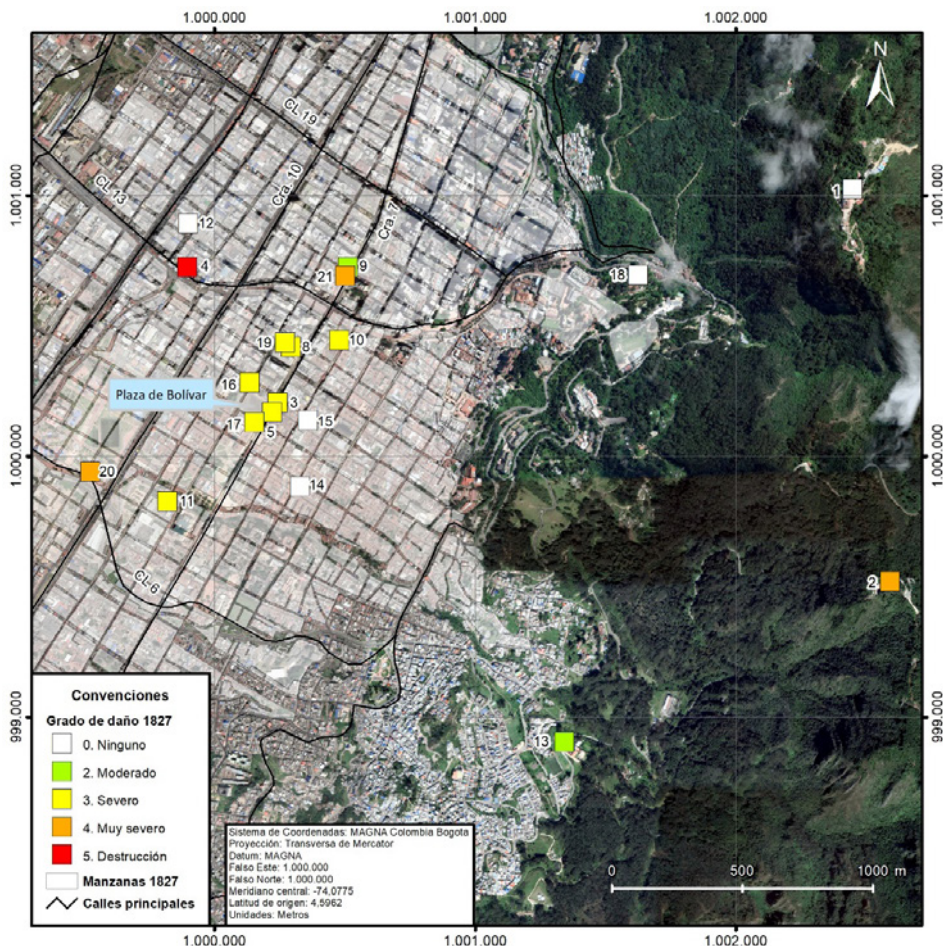 1.000.000
1.001.000
1.002.000
N
CL 19
CL 13
Cra. 10
Cra. 7
1.001.000
1.001.000
1
12
4
9
21
18
19
8
10
16
Plaza de Bolívar
3
15
17
5
1.000.000
1.000.000
20
14
11
2
CL 6
999.000
999.000
13
Convenciones
Grado de daño 1827
0. Ninguno
2. Moderado
3. Severo
4. Muy severo
5. Destrucción
Manzanas 1827
Calles principales
Sistema de Coordenadas: MAGNA Colombia Bogota
Proyección: Transversa de Mercator
Datum: MAGNA
Falso Este: 1.000.000
Falso Norte: 1.000.000
Meridiano central: -74,0775
Latitud de origen: 4,5962
Unidades: Metros
0 500 1000 m
1.000.000
1.001.000
1.002.000